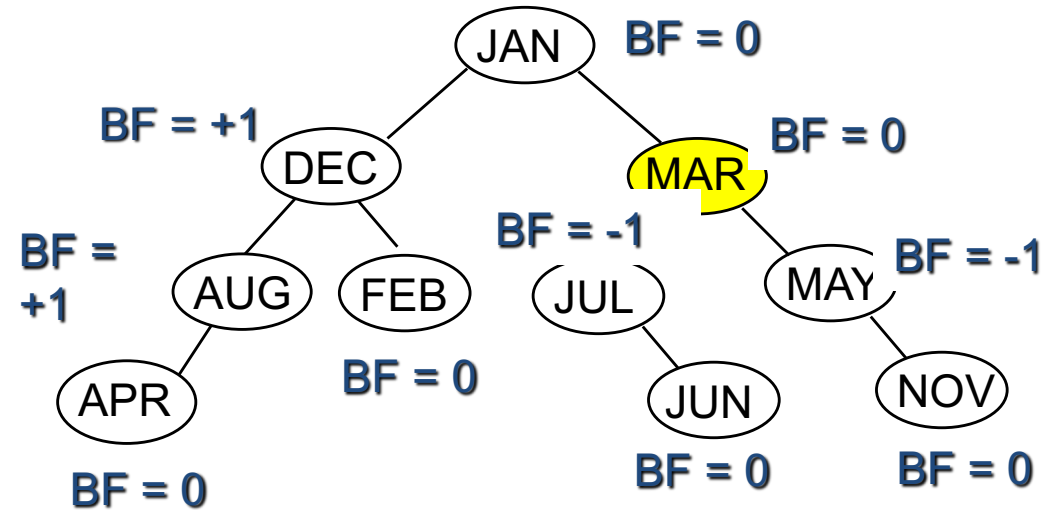 JAN
BF = 0
BF = +1
DEC
MAR
BF = 0
BF =
+1
AUG
FEB
BF = -1
JUL
MAY
BF = -1
APR
BF = 0
JUN
NOV
BF = 0
BF = 0
BF = 0